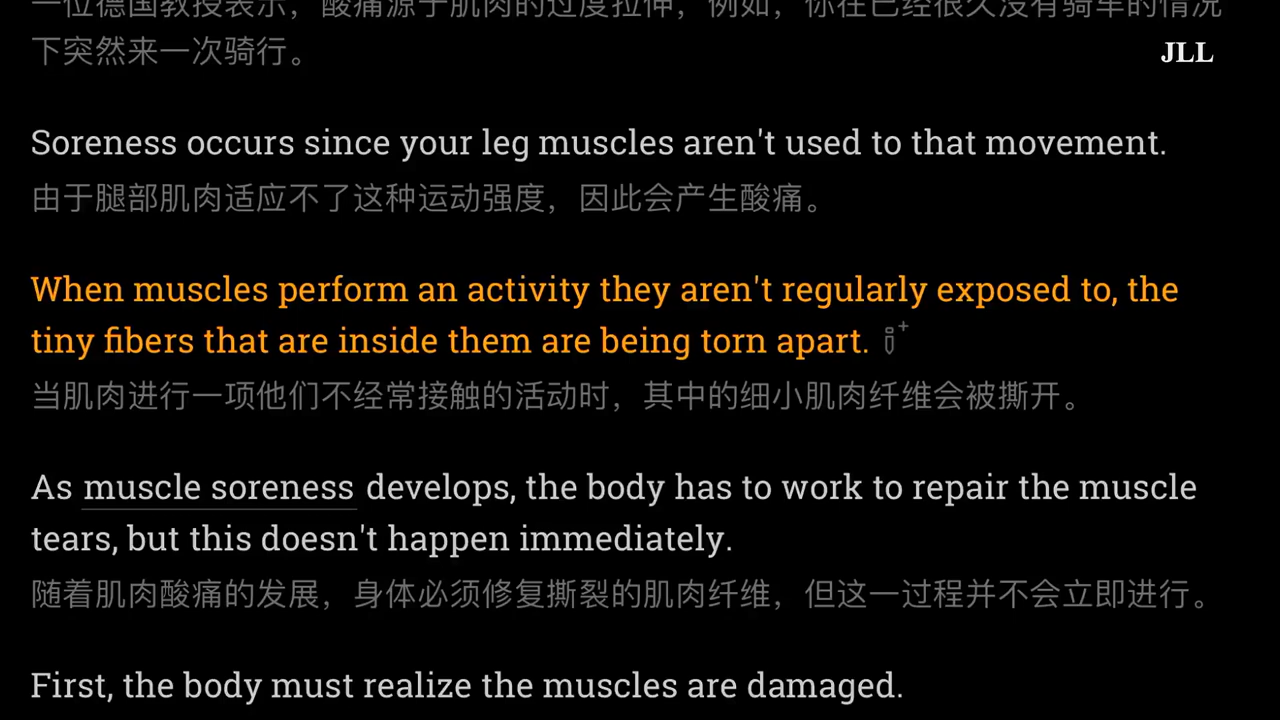 一位德国教授表示，酸痛源于肌肉的过度拉伸，例如，你在已经很久没有骑车的情况
下突然来一次骑行。
JLL
Soreness occurs since your leg muscles aren't used to that movement.
由于腿部肌肉适应不了这种运动强度，因此会产生酸痛。
When muscles perform an activity they aren't regularly exposed to, the
tiny fibers that are inside them are being torn apart.
当肌肉进行一项他们不经常接触的活动时，其中的细小肌肉纤维会被撕开。
As muscle soreness develops, the body has to work to repair the muscle
tears, but this doesn't happen immediately.
随着肌肉酸痛的发展，身体必须修复撕裂的肌肉纤维，但这一过程并不会立即进行。
First, the body must realize the muscles are damaged.